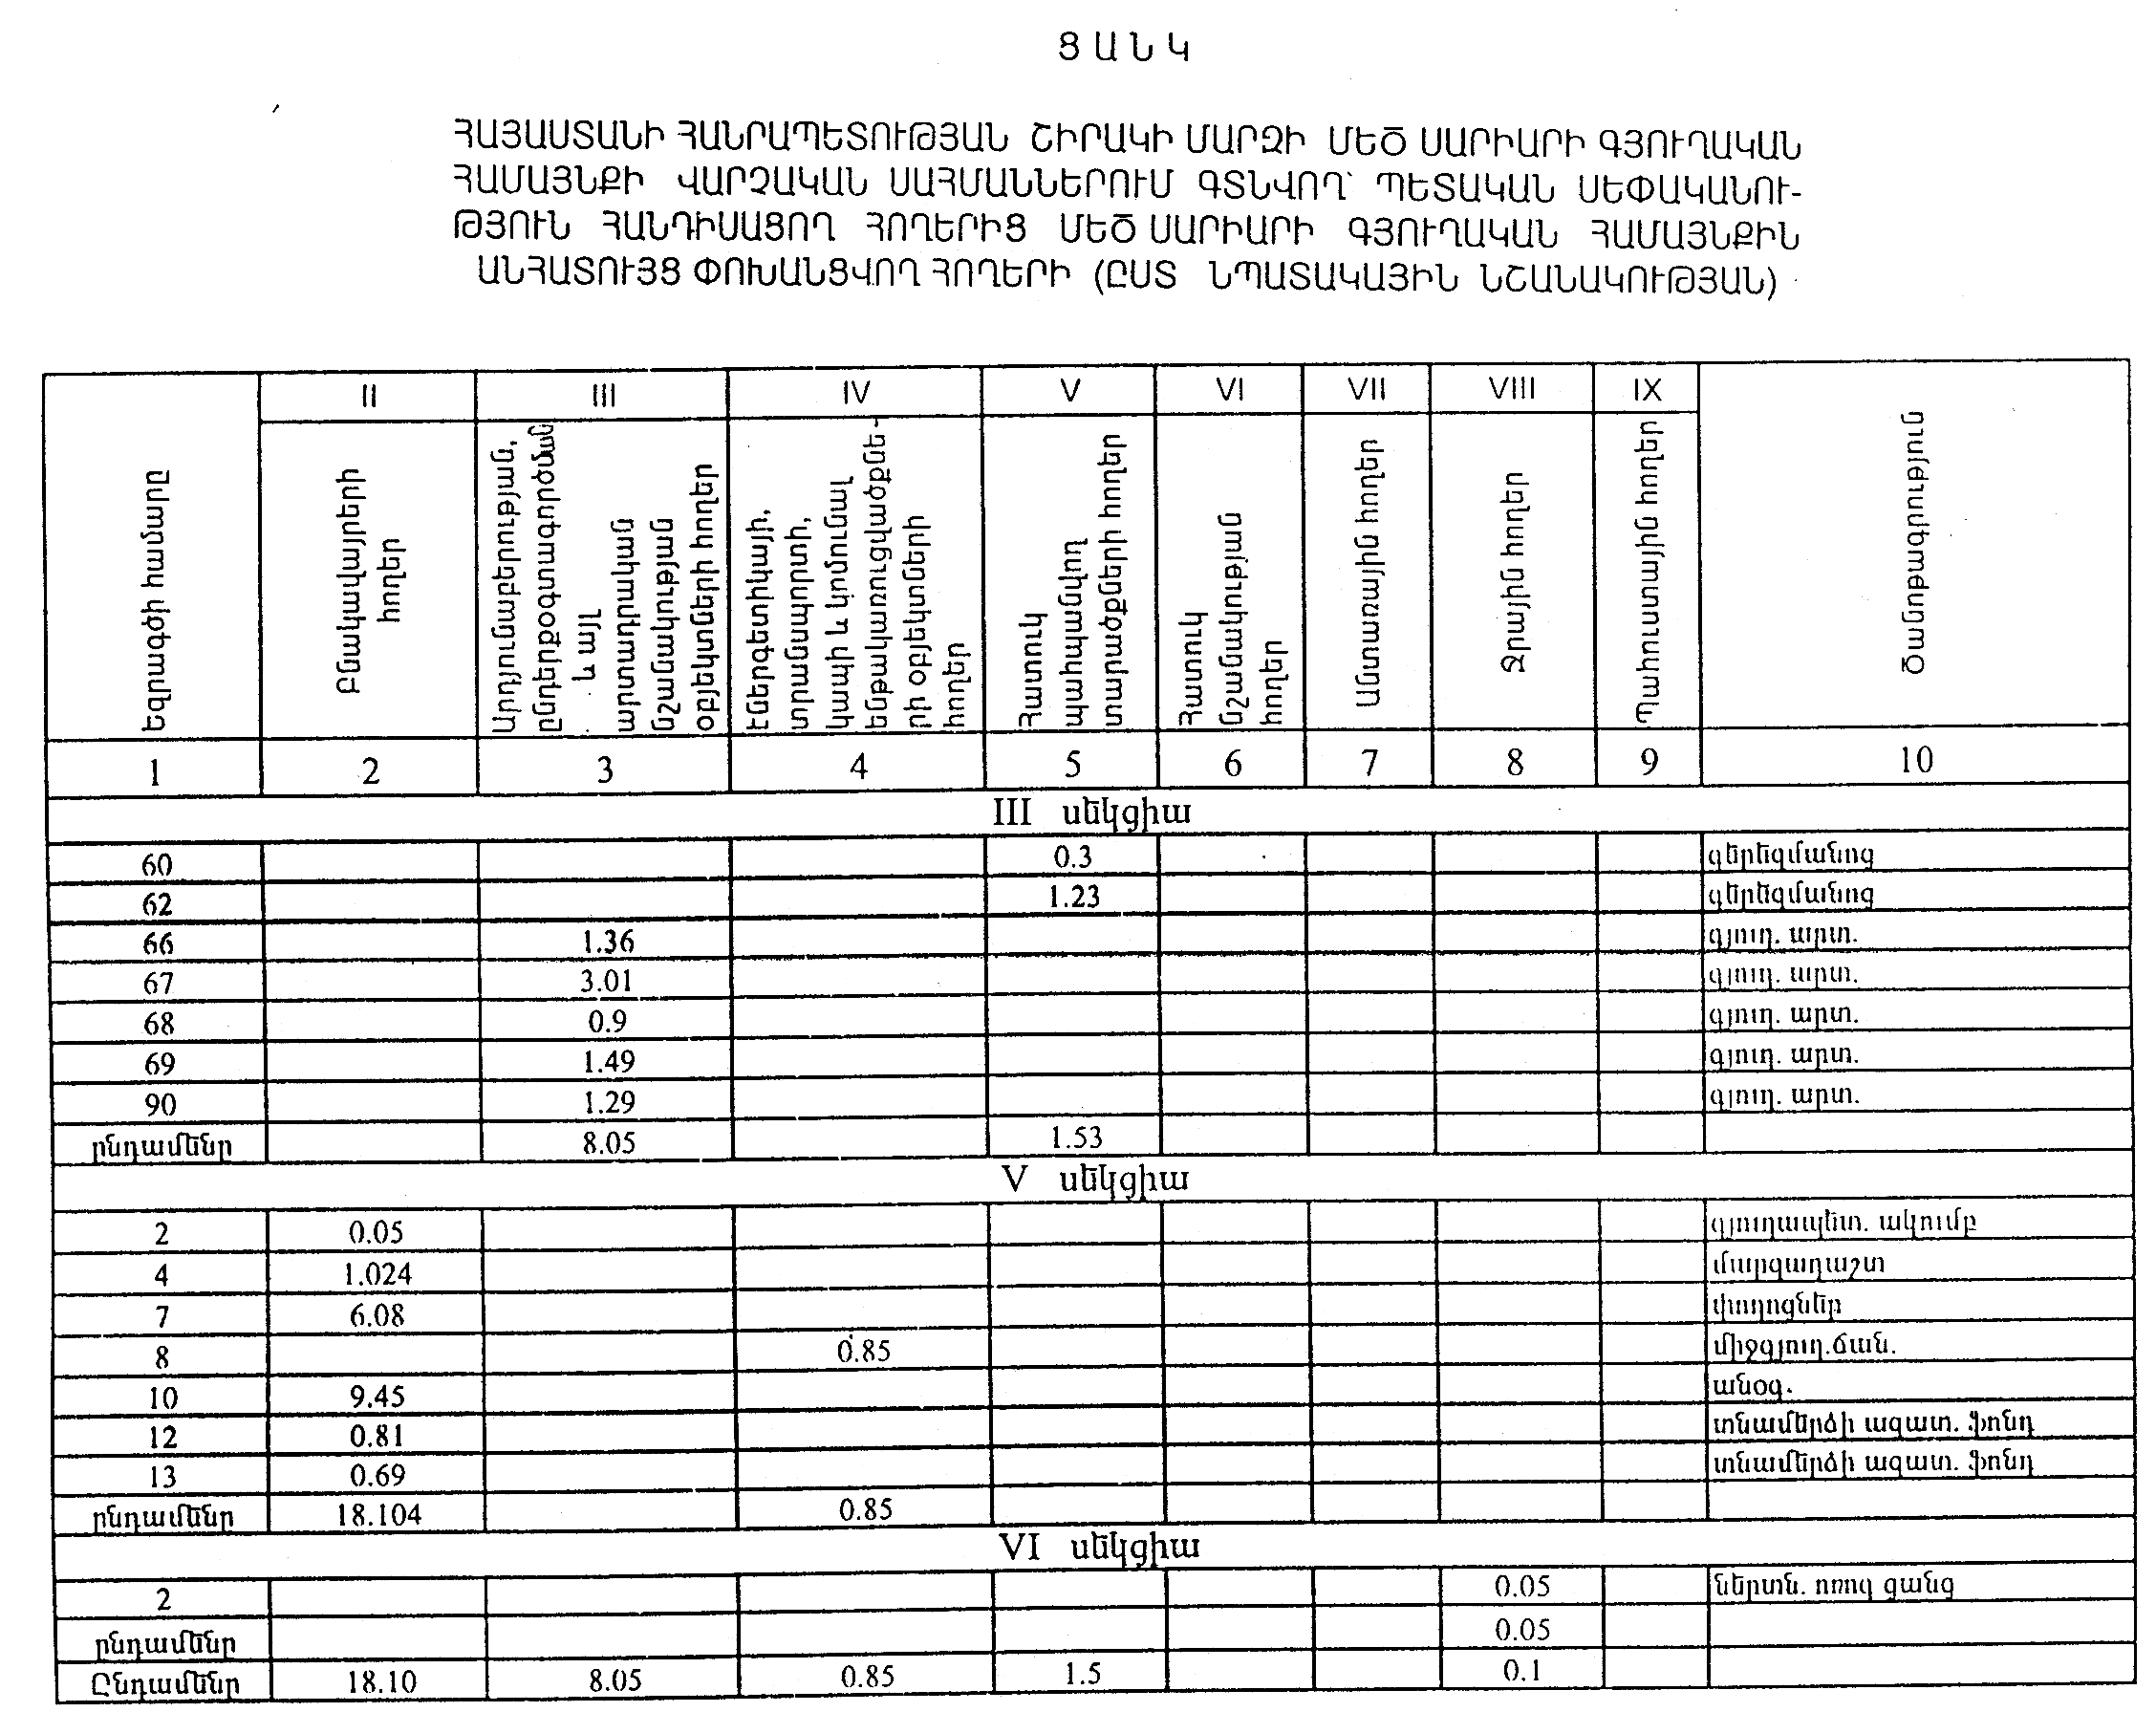 ՑԱՆԿ
ՀԱՅԱՍՏԱՆԻ ՀԱՆՐԱՊԵՏՈՒԹՅԱՆ ՇԻՐԱԿԻ ՄԱՐԶԻ ՄԵԾ ՍԱՐԻԱՐԻ ԳՅՈՒՂԱԿԱՆ
ՀԱՄԱՅՆՔԻ ՎԱՐՉԱԿԱՆ ՍԱՀՄԱՆՆԵՐՈՒՄ ԳՏՆՎՈՂ՝ ՊԵՏԱԿԱՆ ՍԵՓԱԿԱՆՈՒ-
ԹՅՈՒՆ ՀԱՆԴԻՍԱՑՈՂ ՀՈՂԵՐԻՑ ՄԵԾ ՍԱՐԻԱՐԻ ԳՅՈՒՂԱԿԱՆ ՀԱՄԱՅՆՔԻՆ
ԱՆՀԱՏՈՒՅՑ ՓՈԽԱՆՑՎՈՂ ՀՈՂԵՐԻ (ԸՍՏ ՆՊԱՏԱԿԱՅԻՆ ՆՇԱՆԱԿՈՒԹՅԱՆ)
II III IV V VI VII VIII IX
Եզրագծի համարը
Բնակավայրերի
հողեր
Արդյունաբերության,
ընդերքօգտագործման
և այլ
արտադրական
նշանակության
օբյեկտների հողեր
Էներգետիկայի,
տրանսպորտի,
կապի և կոմունալ
ենթակառուցվածքնե-
րի օբյեկտների
հողեր
Հատուկ
պահպանվող
տարածքների հողեր
Հատուկ
նշանակության
հողեր
Անտառային հողեր
Ջրային հողեր
Պահուստային հողեր
Ծանոթություն
1 2 3 4 5 6 7 8 9 10
III սեկցիա
60 0.3 գերեզմանոց
62 1.23 գերեզմանոց
66 1.36 գյուղ. արտ.
67 3.01 գյուղ. արտ.
68 0.9 գյուղ. արտ.
69 1.49 գյուղ. արտ.
90 1.29 գյուղ. արտ.
ընդամենը 8.05 1.53
V սեկցիա
2 0.05 գյուղապետ. ակումբ
4 1.024 մարզադաշտ
7 6.08 փողոցներ
8 0.85 միջգյուղ.ճան.
10 9.45 անօգ.
12 0.81 տնամերձի ազատ. ֆոնդ
13 0.69 տնամերձի ազատ. ֆոնդ
ընդամենը 18.104 0.85
VI սեկցիա
2 0.05 ներտն. ոռոգ ցանց
ընդամենը 0.05
Ընդամենը 18.10 8.05 0.85 1.5 0.1